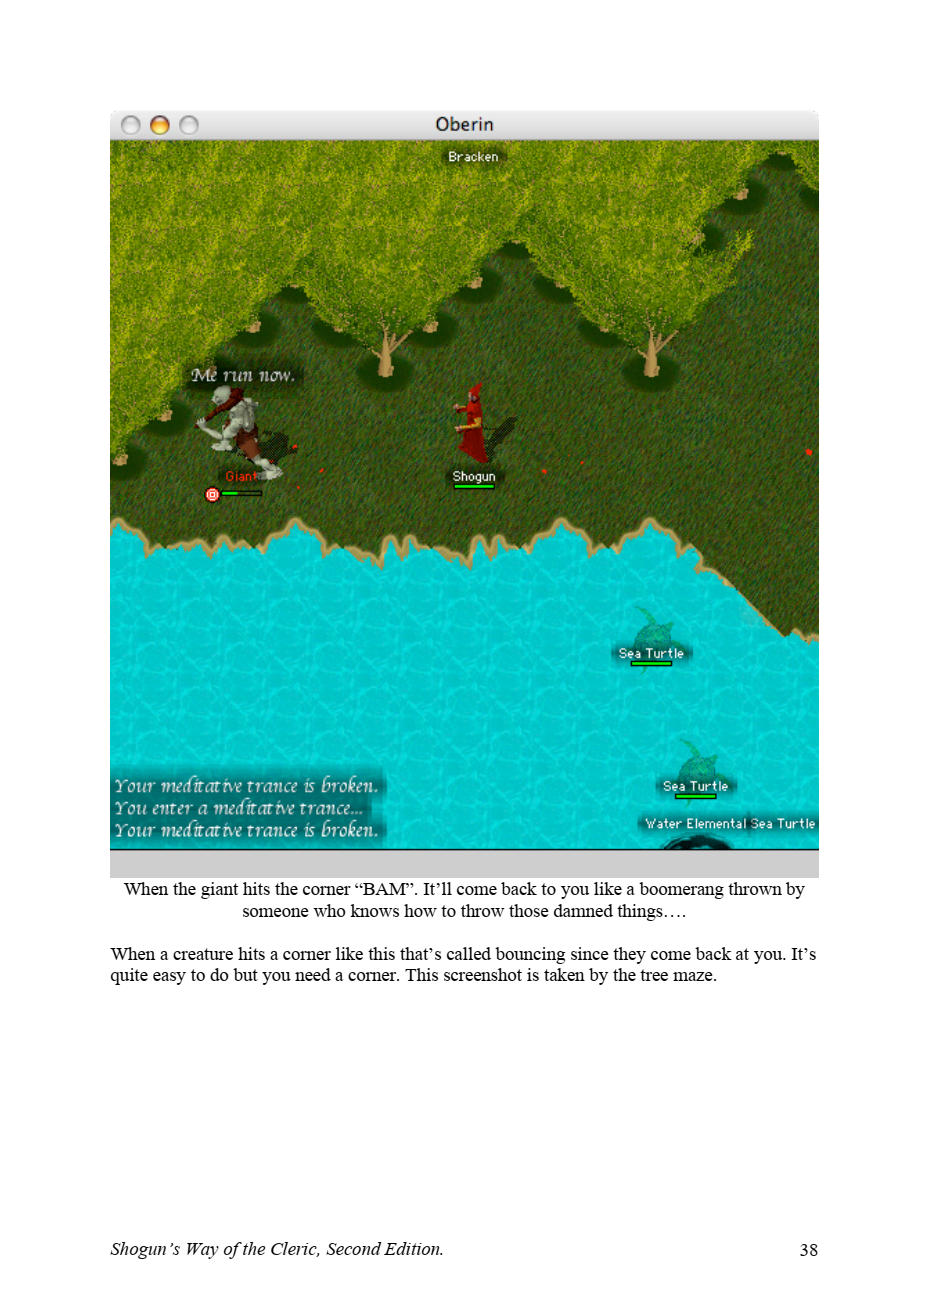 Oberin
Bracken
Me run now.
Giant
Shogun
Sea Turtle
Sea Turtle
Your meditative trance is broken.
You enter a meditative trance...
Your meditative trance is broken.
Water Elemental Sea Turtle
When the giant hits the corner “BAM”. It’ll come back to you like a boomerang thrown by
someone who knows how to throw those damned things….
When a creature hits a corner like this that’s called bouncing since they come back at you. It’s
quite easy to do but you need a corner. This screenshot is taken by the tree maze.
Shogun’s Way of the Cleric, Second Edition. 38